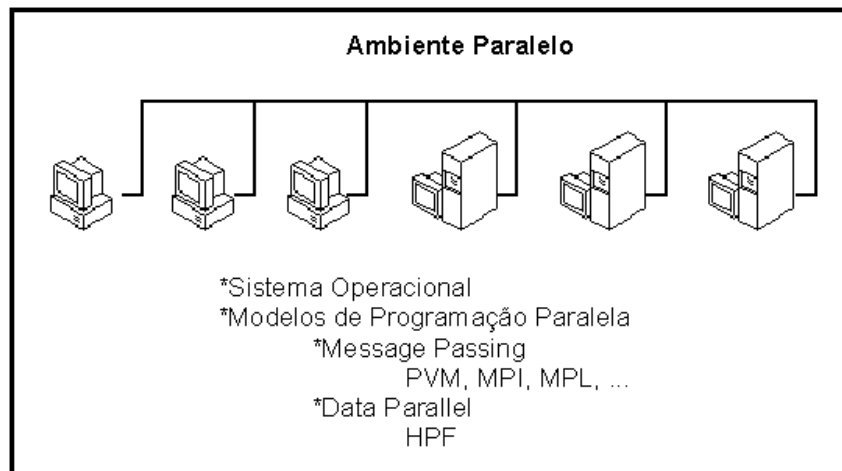 Ambiente Paralelo
*Sistema Operacional
*Modelos de Programação Paralela
*Message Passing
PVM, MPI, MPL, ...
*Data Parallel
HPF